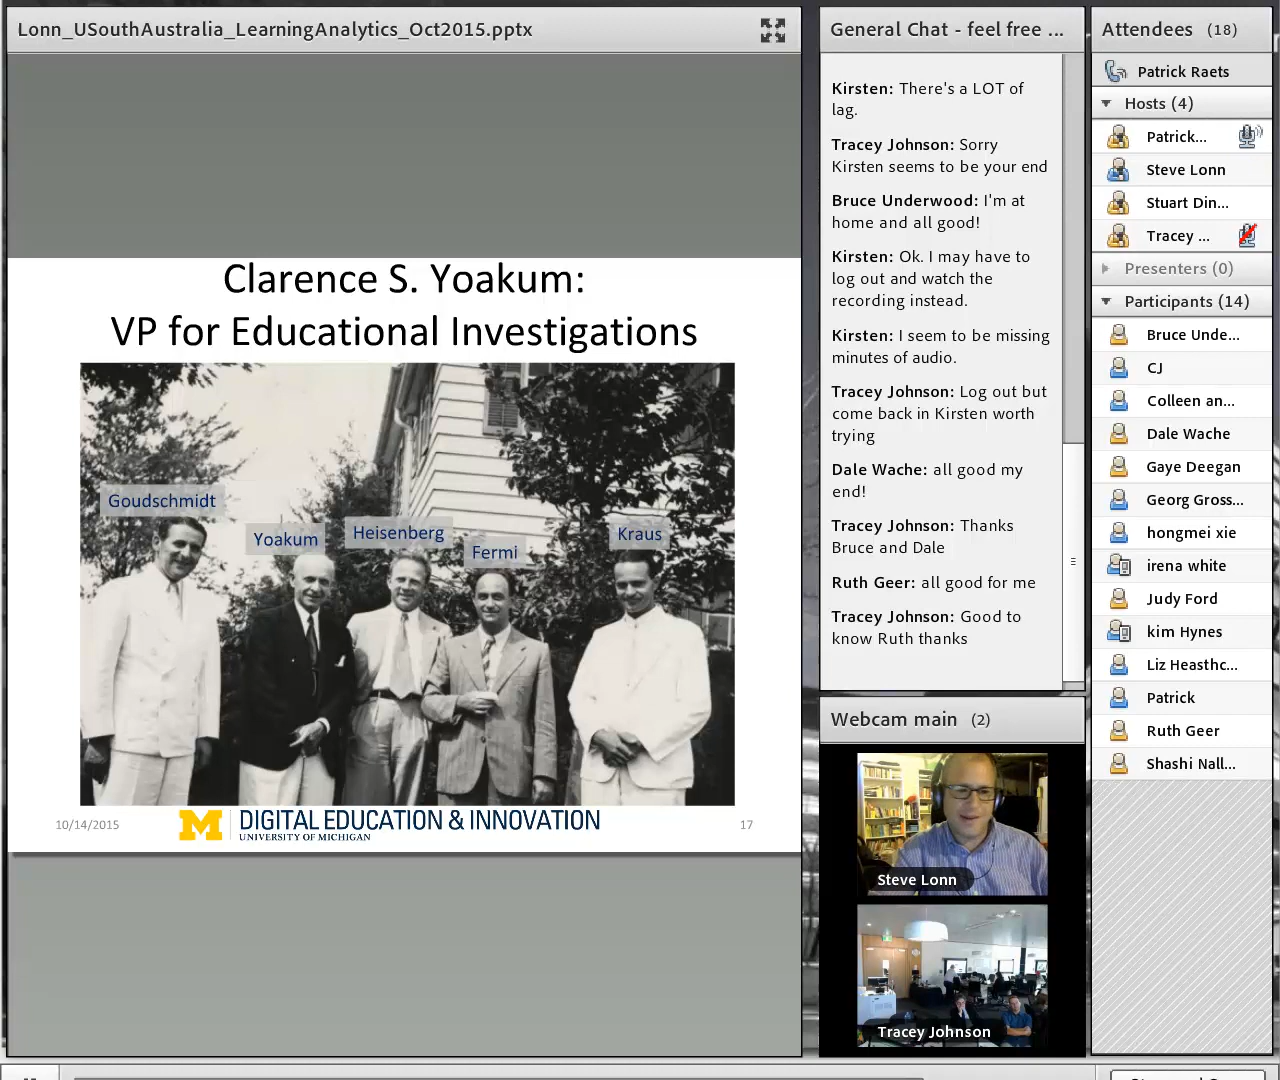 Lonn_USouthAustralia_LearningAnalytics_Oct2015.pptx
Clarence S. Yoakum:
VP for Educational Investigations
Goudschmidt
Yoakum
Heisenberg
Fermi
Kraus
10/14/2015
M
DIGITAL EDUCATION & INNOVATION
UNIVERSITY OF MICHIGAN
17
General Chat - feel free ...
Kirsten: There's a LOT of
lag.
Tracey Johnson: Sorry
Kirsten seems to be your end
Bruce Underwood: I'm at
home and all good!
Kirsten: Ok. I may have to
log out and watch the
recording instead.
Kirsten: I seem to be missing
minutes of audio.
Tracey Johnson: Log out but
come back in Kirsten worth
trying
Dale Wache: all good my
end!
Tracey Johnson: Thanks
Bruce and Dale
Ruth Geer: all good for me
Tracey Johnson: Good to
know Ruth thanks
Webcam main (2)
Steve Lonn
Tracey Johnson
Attendees (18)
Patrick Raets
Hosts (4)
Patrick...
Steve Lonn
Stuart Din...
Tracey ...
Presenters (0)
Participants (14)
Bruce Unde...
CJ
Colleen an...
Dale Wache
Gaye Deegan
Georg Gross...
hongmei xie
irena white
Judy Ford
kim Hynes
Liz Heasthc...
Patrick
Ruth Geer
Shashi Nall...